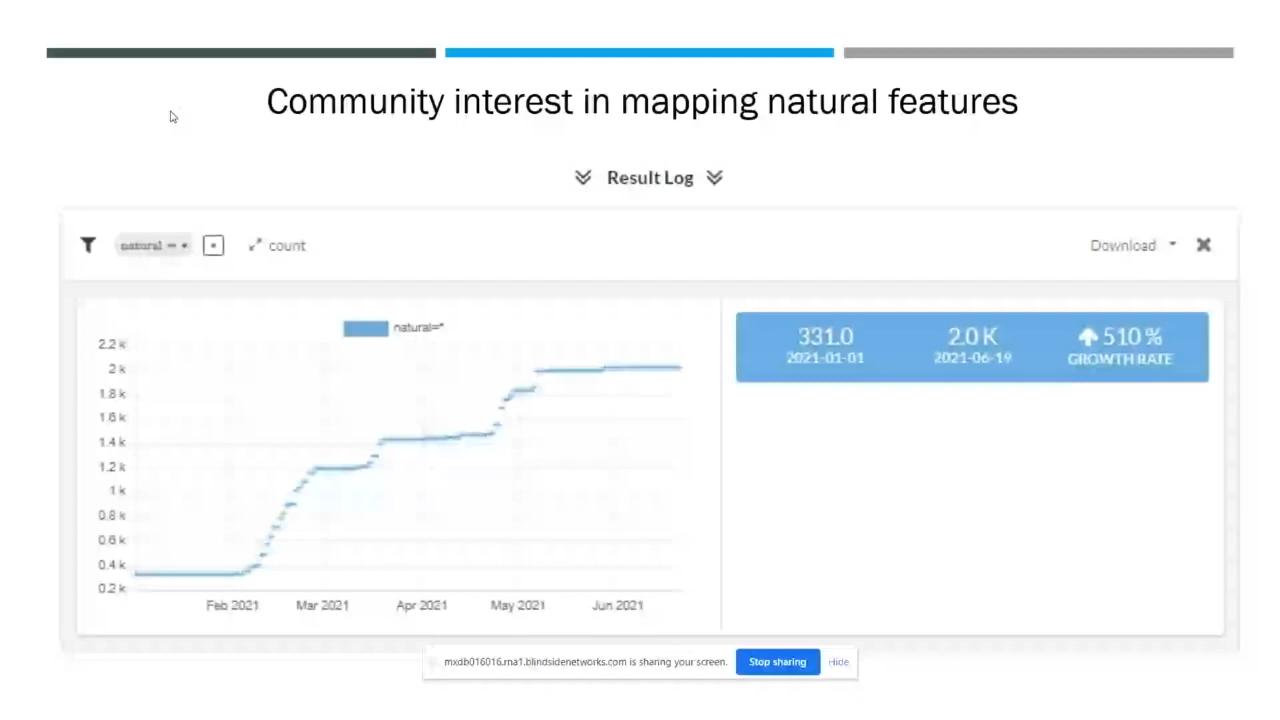 Community interest in mapping natural features
Result Log
natural = * count Download
natural=*
331.0 2.0 K 510 %
2021-01-01 2021-06-19 GROWTH RATE
2.2 k
2 k
1.8 k
1.6 k
1.4 k
1.2 k
1 k
0.8 k
0.6 k
0.4 k
0.2 k
Feb 2021 Mar 2021 Apr 2021 May 2021 Jun 2021
mxdb016016.rna1.blindsidenetworks.com is sharing your screen. Stop sharing Hide